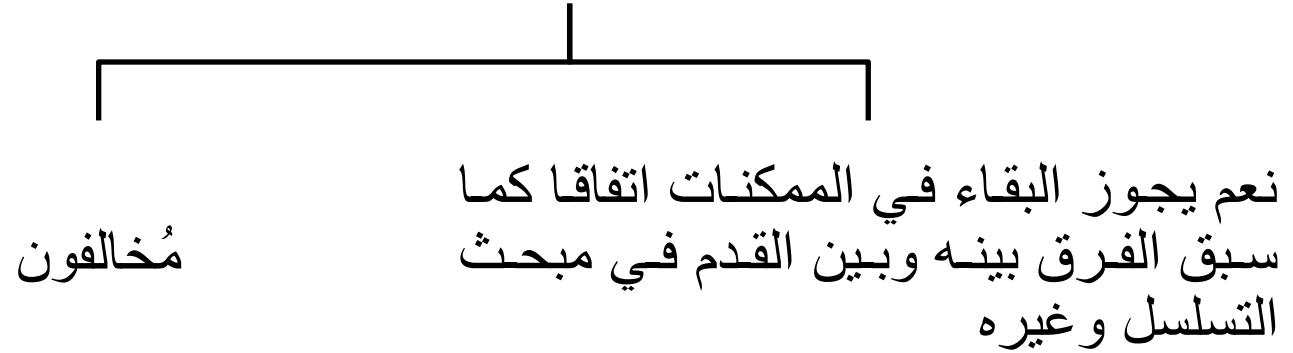 نعم يجوز البقاء في الممكنات اتفاقا كما
سبق الفرق بينه وبين القدم في مبحث
التسلسل وغيره
مُخالفون